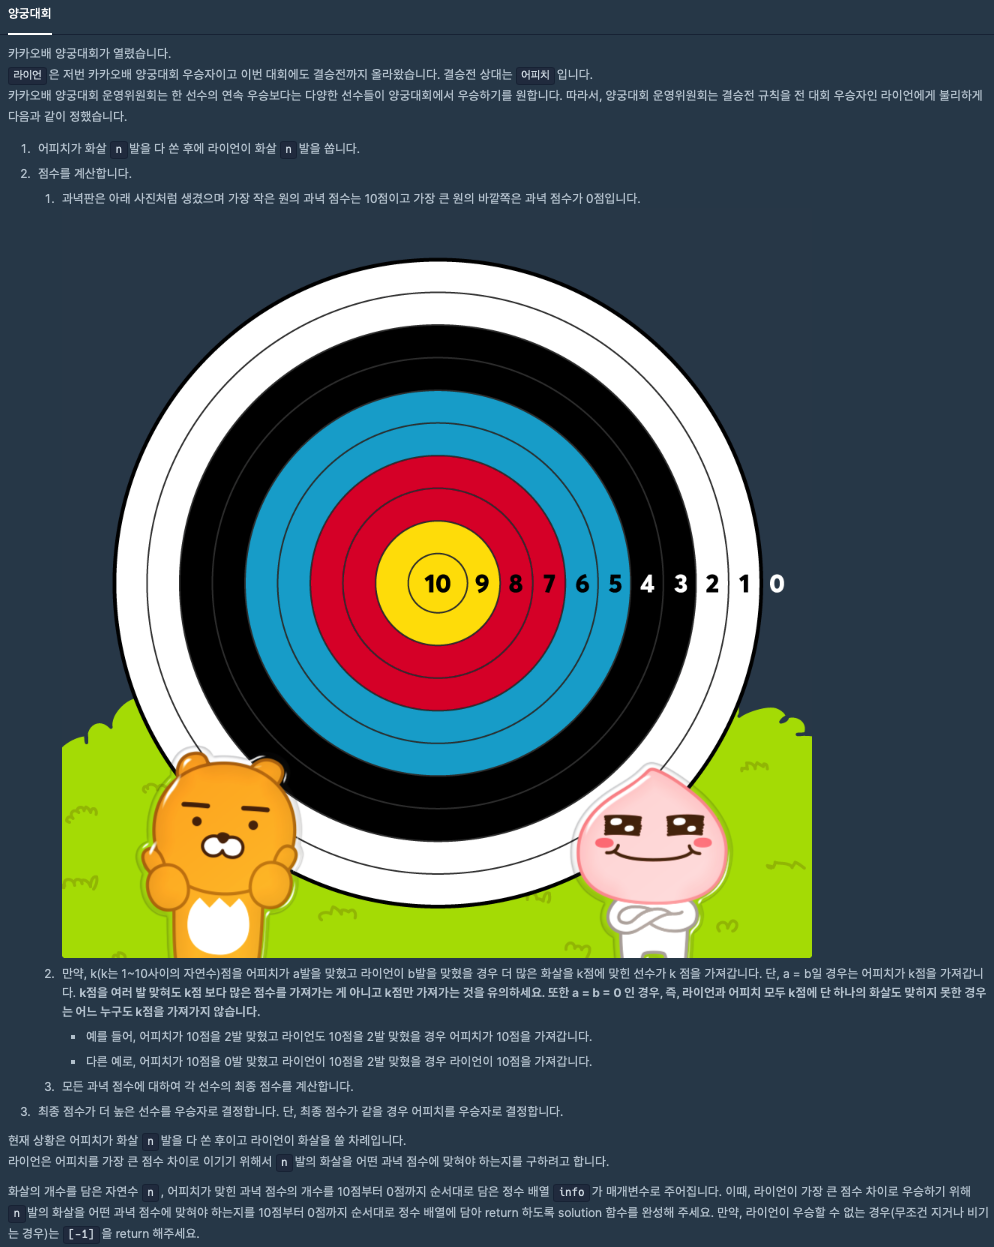 양궁대회
카카오배 양궁대회가 열렸습니다.
라이언 은 저번 카카오배 양궁대회 우승자이고 이번 대회에도 결승전까지 올라왔습니다. 결승전 상대는 어피치 입니다.
카카오배 양궁대회 운영위원회는 한 선수의 연속 우승보다는 다양한 선수들이 양궁대회에서 우승하기를 원합니다. 따라서, 양궁대회 운영위원회는 결승전 규칙을 전 대회 우승자인 라이언에게 불리하게
다음과 같이 정했습니다.
1. 어피치가 화살 n 발을 다 쏜 후에 라이언이 화살 n 발을 쏩니다.
2. 점수를 계산합니다.
1. 과녁판은 아래 사진처럼 생겼으며 가장 작은 원의 과녁 점수는 10점이고 가장 큰 원의 바깥쪽은 과녁 점수가 0점입니다.
10 9 8 7 6 5 4 3 2 1 0
2. 만약, k(k는 1~10사이의 자연수)점을 어피치가 a발을 맞혔고 라이언이 b발을 맞혔을 경우 더 많은 화살을 k점에 맞힌 선수가 k 점을 가져갑니다. 단, a = b일 경우는 어피치가 k점을 가져갑니
다. k점을 여러 발 맞혀도 k점 보다 많은 점수를 가져가는 게 아니고 k점만 가져가는 것을 유의하세요. 또한 a = b = 0 인 경우, 즉, 라이언과 어피치 모두 k점에 단 하나의 화살도 맞히지 못한 경우
는 어느 누구도 k점을 가져가지 않습니다.
▪ 예를 들어, 어피치가 10점을 2발 맞혔고 라이언도 10점을 2발 맞혔을 경우 어피치가 10점을 가져갑니다.
▪ 다른 예로, 어피치가 10점을 0발 맞혔고 라이언이 10점을 2발 맞혔을 경우 라이언이 10점을 가져갑니다.
3. 모든 과녁 점수에 대하여 각 선수의 최종 점수를 계산합니다.
3. 최종 점수가 더 높은 선수를 우승자로 결정합니다. 단, 최종 점수가 같을 경우 어피치를 우승자로 결정합니다.
현재 상황은 어피치가 화살 n 발을 다 쏜 후이고 라이언이 화살을 쏠 차례입니다.
라이언은 어피치를 가장 큰 점수 차이로 이기기 위해서 n 발의 화살을 어떤 과녁 점수에 맞혀야 하는지를 구하려고 합니다.
화살의 개수를 담은 자연수 n , 어피치가 맞힌 과녁 점수의 개수를 10점부터 0점까지 순서대로 담은 정수 배열 info 가 매개변수로 주어집니다. 이때, 라이언이 가장 큰 점수 차이로 우승하기 위해
n 발의 화살을 어떤 과녁 점수에 맞혀야 하는지를 10점부터 0점까지 순서대로 정수 배열에 담아 return 하도록 solution 함수를 완성해 주세요. 만약, 라이언이 우승할 수 없는 경우(무조건 지거나 비기
는 경우)는 [-1] 을 return 해주세요.